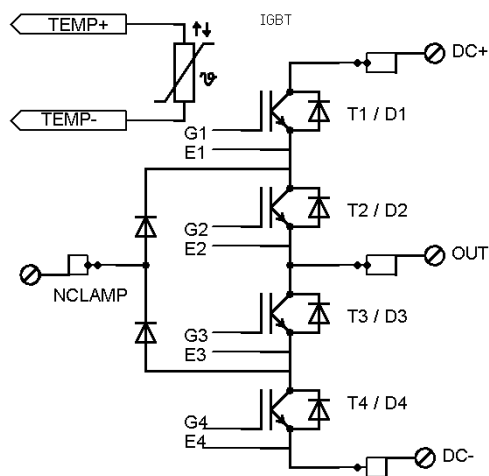 TEMP+
IGBT
DC+
ϑ
TEMP-
T1 / D1
G1
E1
T2 / D2
G2
E2
OUT
NCLAMP
T3 / D3
G3
E3
T4 / D4
G4
E4
DC-